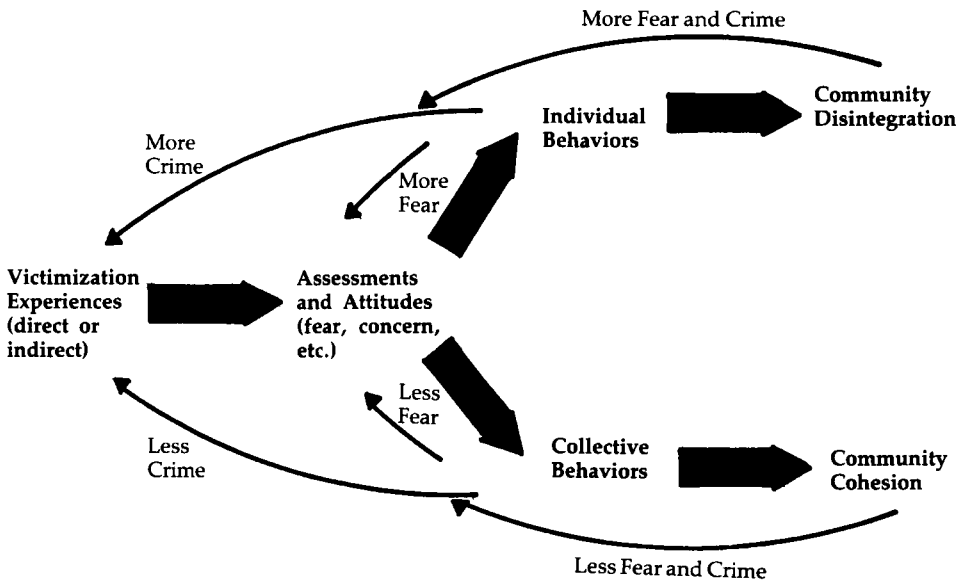 More Fear and Crime
Individual
Behaviors
Community
Disintegration
More
Crime
More
Fear
Victimization
Experiences
(direct or
indirect)
Assessments
and Attitudes
(fear, concern,
etc.)
Less
Fear
Less
Crime
Collective
Behaviors
Community
Cohesion
Less Fear and Crime